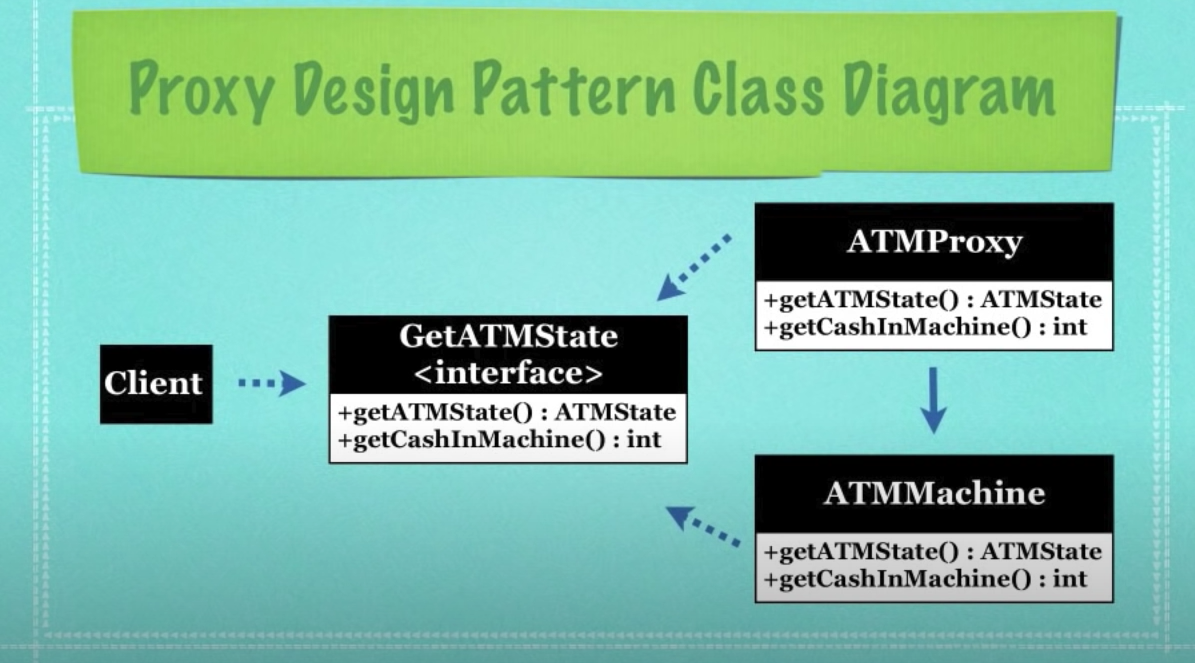 Proxy Design Pattern Class Diagram
ATMProxy
+getATMState() : ATMState
+getCashInMachine() : int
GetATMState
<interface>
+getATMState() : ATMState
+getCashInMachine() : int
Client
ATMMachine
+getATMState() : ATMState
+getCashInMachine() : int